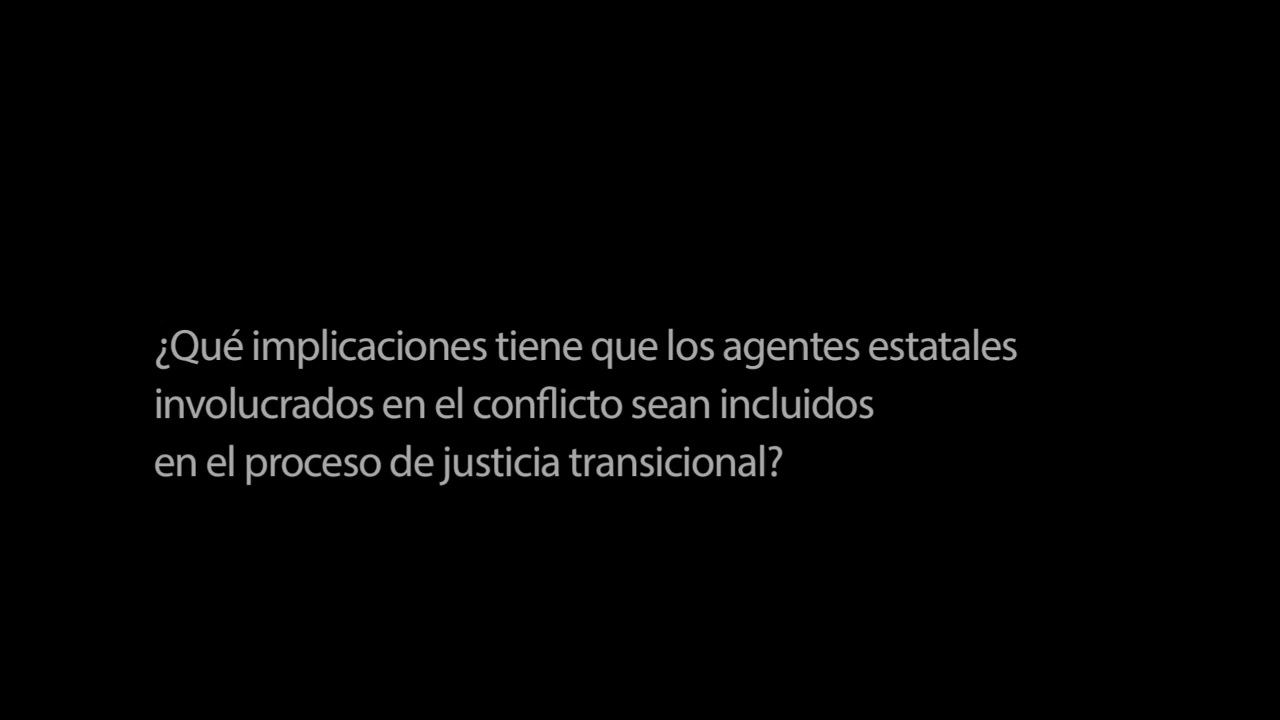 ¿Qué implicaciones tiene que los agentes estatales
involucrados en el conflicto sean incluidos
en el proceso de justicia transicional?